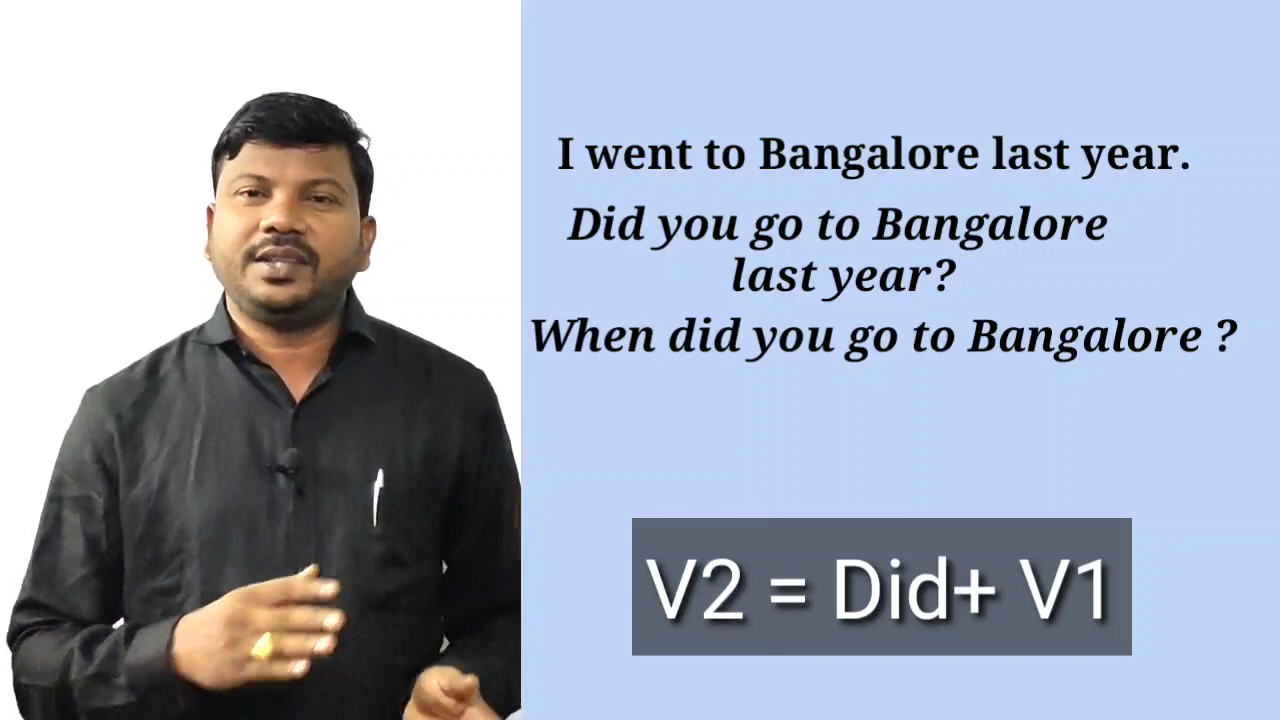 I went to Bangalore last year.
Did you go to Bangalore
last year?
When did you go to Bangalore ?
V2 = Did+ V1